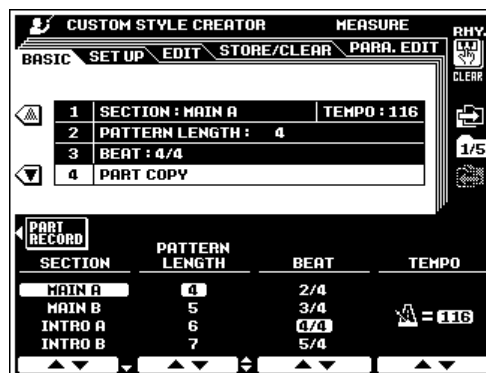 CUSTOM STYLE CREATOR MEASURE
RHY.
BASIC SET UP EDIT STORE/CLEAR PARA. EDIT
CLEAR
1 SECTION : MAIN A TEMPO : 116
2 PATTERN LENGTH : 4
3 BEAT : 4/4
1/5
4 PART COPY
PART
RECORD
SECTION PATTERN LENGTH BEAT TEMPO
MAIN A 4 2/4
MAIN B 5 3/4
INTRO A 6 4/4 = 116
INTRO B 7 5/4